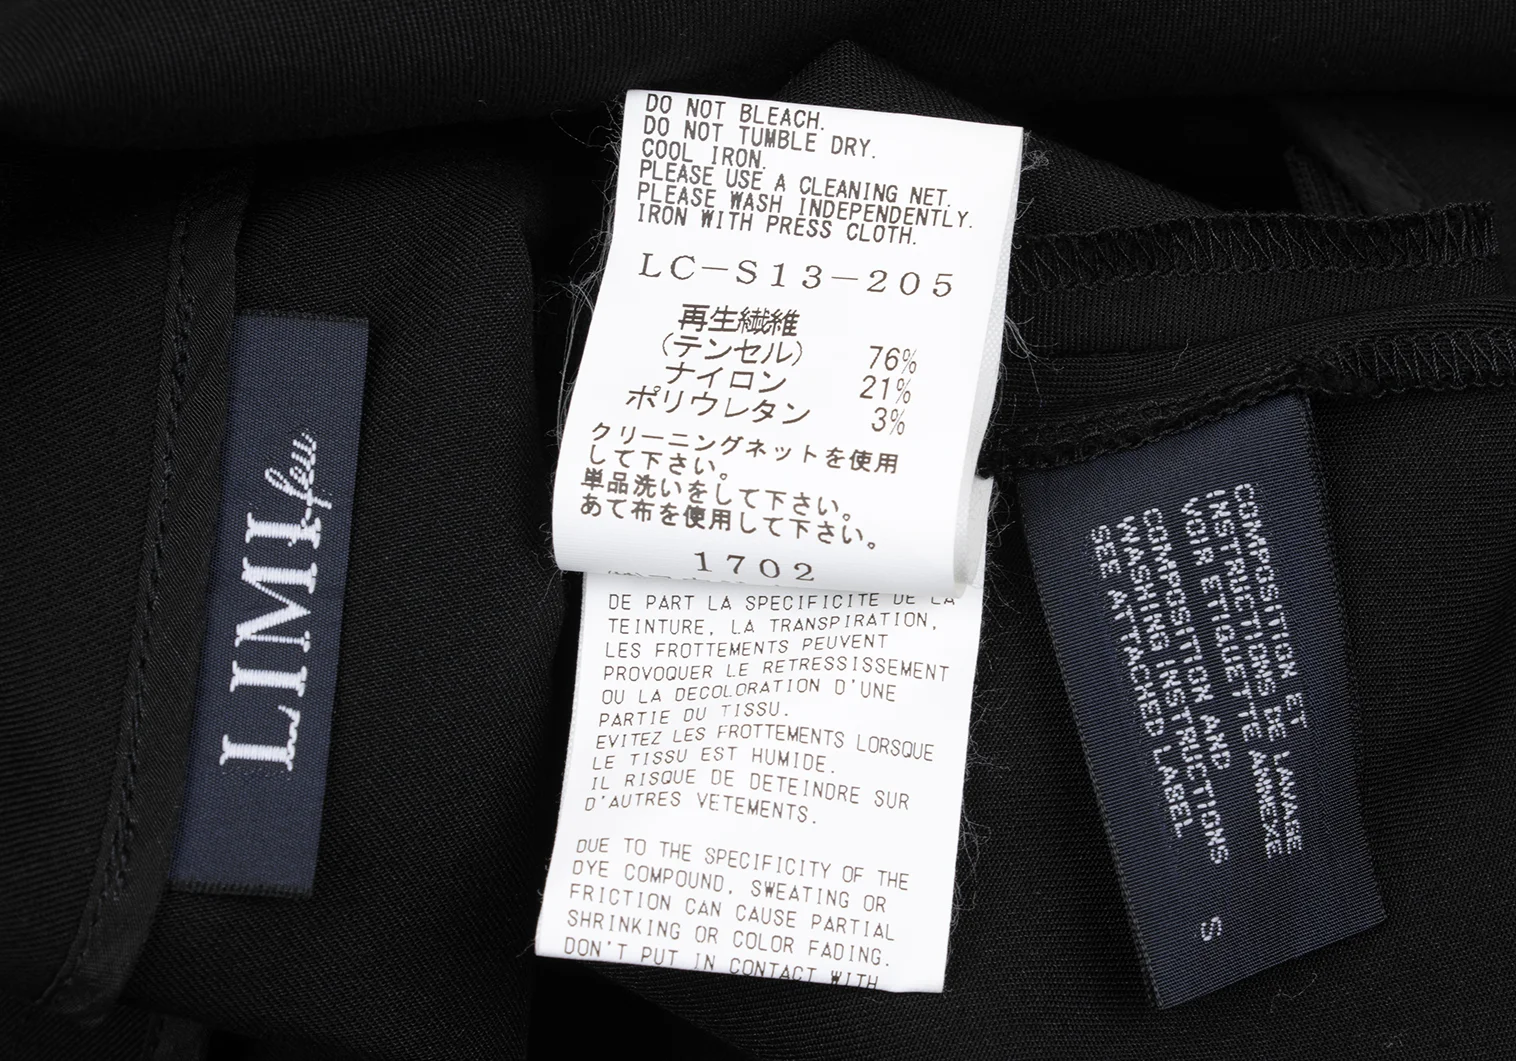 LIMI feu
DO NOT BLEACH.
DO NOT TUMBLE DRY.
COOL IRON.
PLEASE USE A CLEANING NET.
PLEASE WASH INDEPENDENTLY.
IRON WITH PRESS CLOTH.
LC-S13-205
再生繊維
(テンセル) 76%
ナイロン 21%
ポリウレタン 3%
クリーニングネットを使用
して下さい。
単品洗いをして下さい。
あて布を使用して下さい。
1702
DE PART LA SPECIFICITE DE LA
TEINTURE, LA TRANSPIRATION,
LES FROTTEMENTS PEUVENT
PROVOQUER LE RETRESSISSEMENT
OU LA DECOLORATION D'UNE
PARTIE DU TISSU.
EVITEZ LES FROTTEMENTS LORSQUE
LE TISSU EST HUMIDE.
IL RISQUE DE DETEINDRE SUR
D'AUTRES VETEMENTS.
DUE TO THE SPECIFICITY OF THE
DYE COMPOUND, SWEATING OR
FRICTION CAN CAUSE PARTIAL
SHRINKING OR COLOR FADING.
DON'T PUT IN CONTACT WITH
COMPOSITION ET
INSTRUCTIONS DE LAVAGE
VOIR ETIQUETTE ANNEXE
COMPOSITION AND
WASHING INSTRUCTIONS
SEE ATTACHED LABEL
S